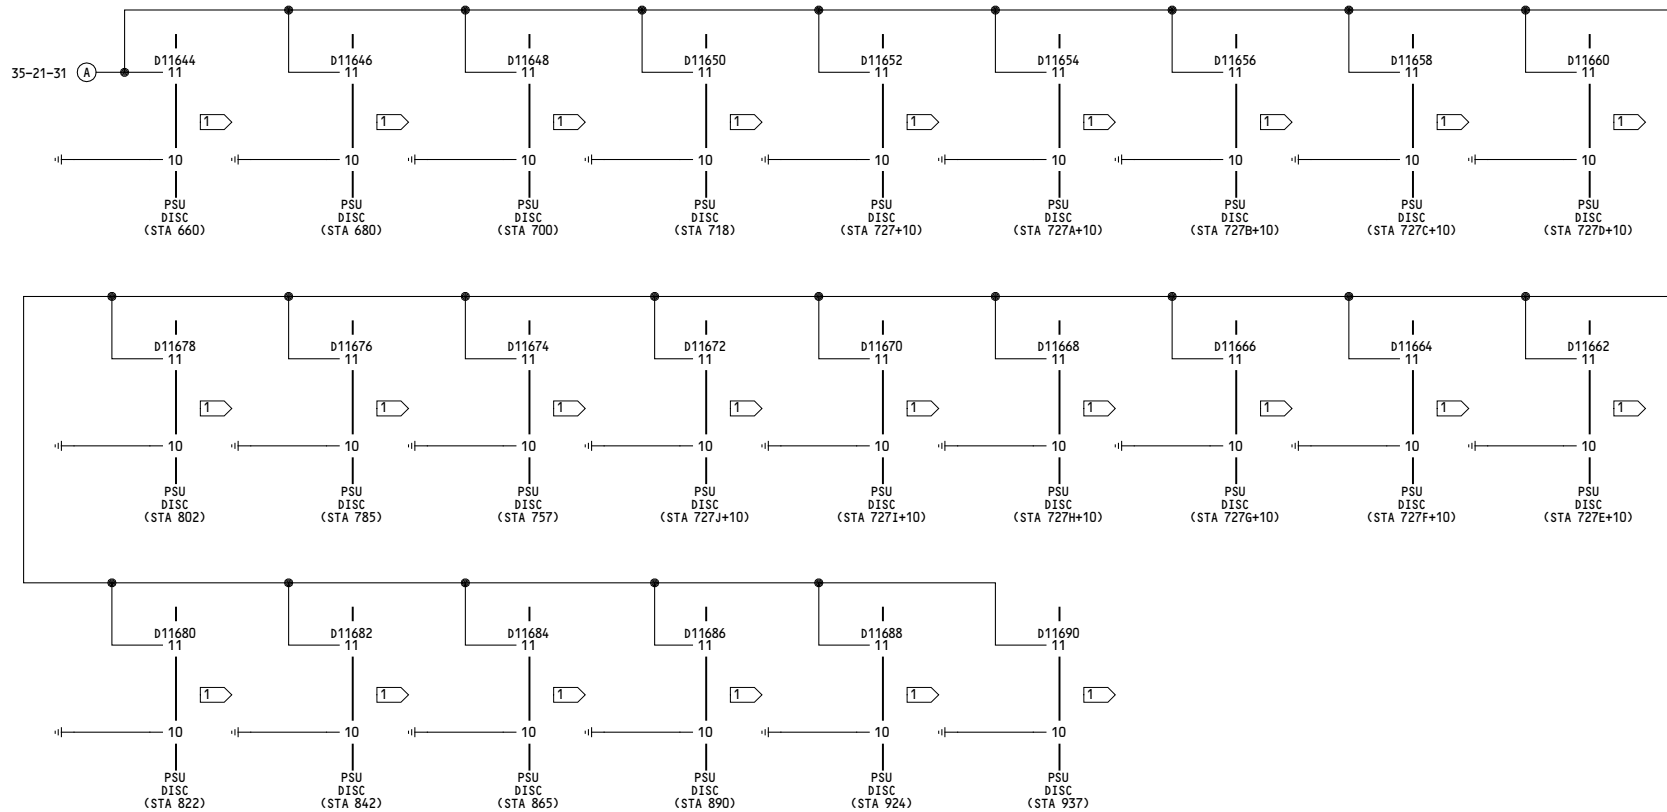 D11644 D11646 D11648 D11650 D11652 D11654 D11656 D11658 D11660
35-21-31 A 11 11 11 11 11 11 11 11 11
1 1 1 1 1 1 1 1 1
10 10 10 10 10 10 10 10 10
PSU PSU PSU PSU PSU PSU PSU PSU PSU
DISC DISC DISC DISC DISC DISC DISC DISC DISC
(STA 660) (STA 680) (STA 700) (STA 718) (STA 727+10) (STA 727A+10) (STA 727B+10) (STA 727C+10) (STA 727D+10)
D11678 D11676 D11674 D11672 D11670 D11668 D11666 D11664 D11662
11 11 11 11 11 11 11 11 11
1 1 1 1 1 1 1 1 1
10 10 10 10 10 10 10 10 10
PSU PSU PSU PSU PSU PSU PSU PSU PSU
DISC DISC DISC DISC DISC DISC DISC DISC DISC
(STA 802) (STA 785) (STA 757) (STA 727J+10) (STA 727I+10) (STA 727H+10) (STA 727G+10) (STA 727F+10) (STA 727E+10)
D11680 D11682 D11684 D11686 D11688 D11690
11 11 11 11 11 11
1 1 1 1 1 1
10 10 10 10 10 10
PSU PSU PSU PSU PSU PSU
DISC DISC DISC DISC DISC DISC
(STA 822) (STA 842) (STA 865) (STA 890) (STA 924) (STA 937)